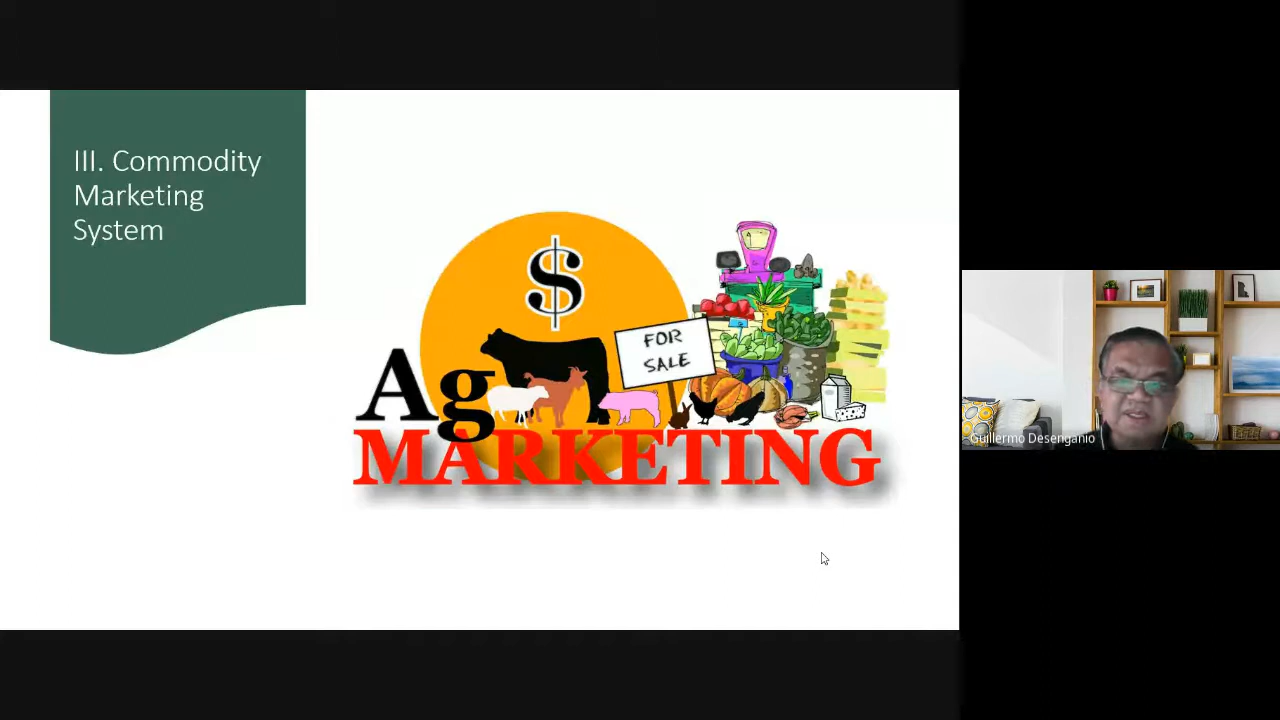 III. Commodity
Marketing
System
$
FOR
SALE
Ag
MARKETING
Guillermo Desenganio